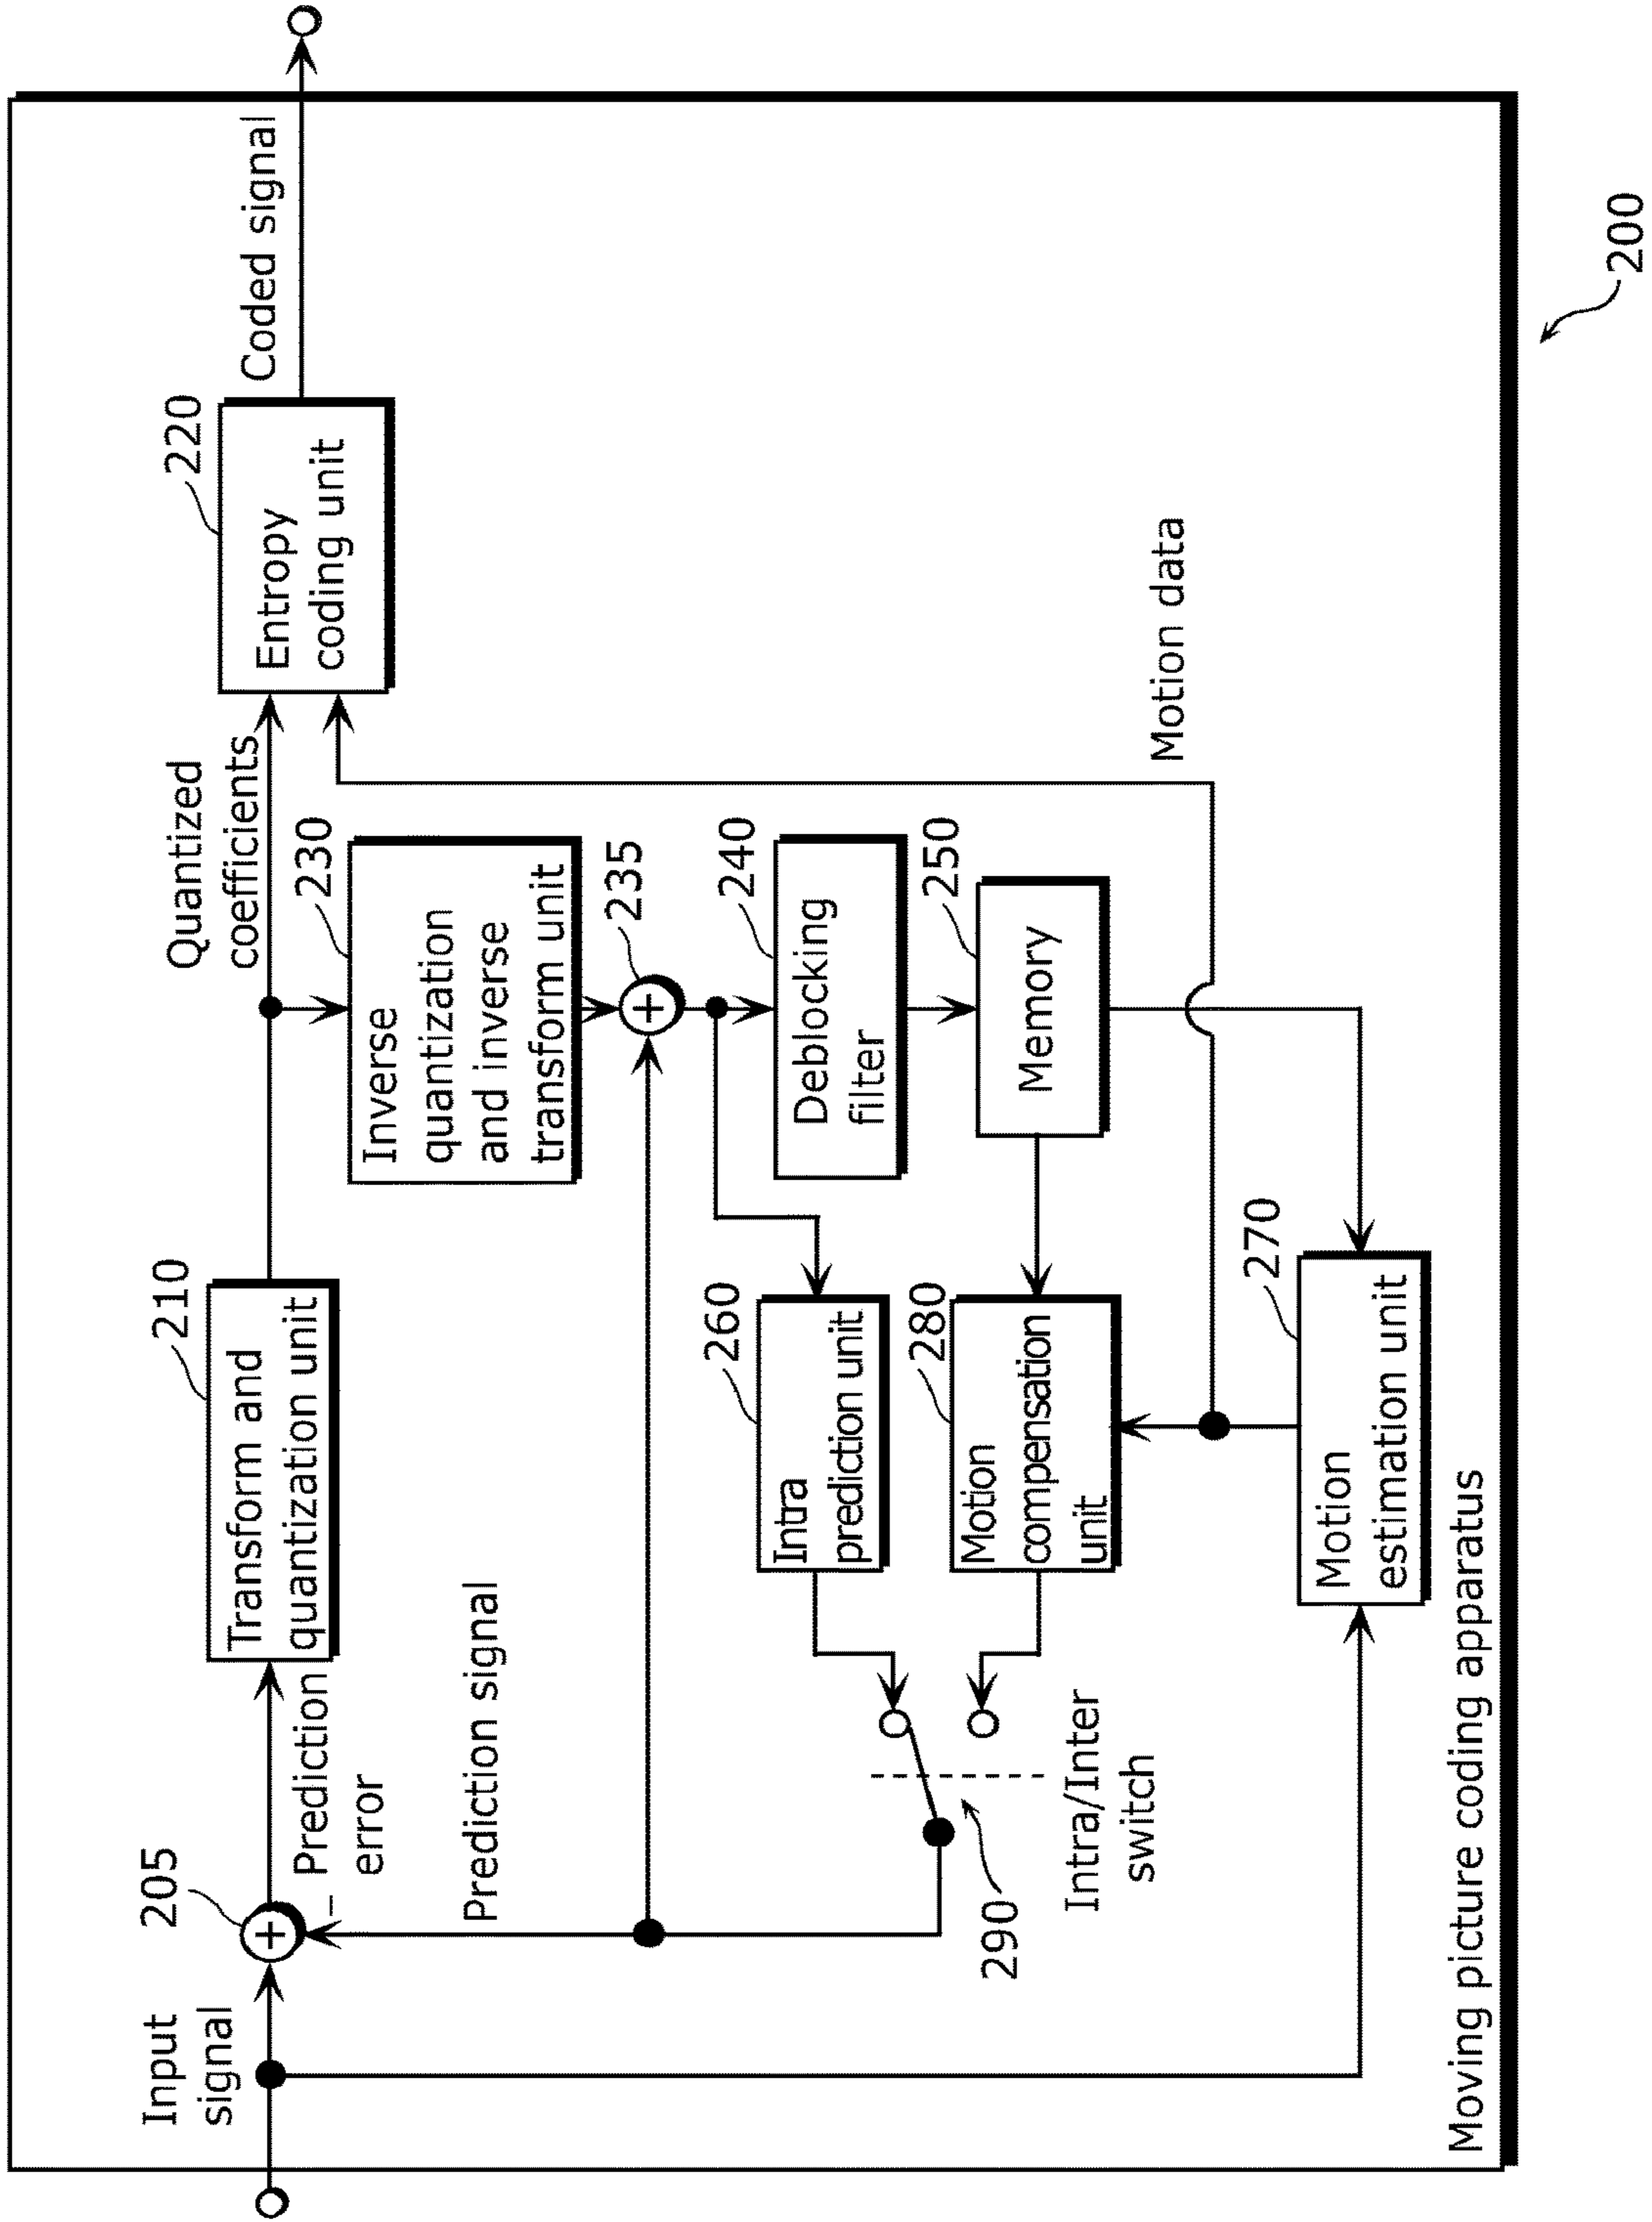 Input
signal
205
Prediction
error
210
Transform and
quantization unit
Quantized
coefficients
220
Entropy
coding unit
Coded signal
230
Inverse
quantization
and inverse
transform unit
235
Prediction signal
240
Deblocking
filter
250
Memory
260
Intra
prediction unit
280
Motion
compensation
unit
290
Intra/Inter
switch
270
Motion
estimation unit
Motion data
Moving picture coding apparatus
200